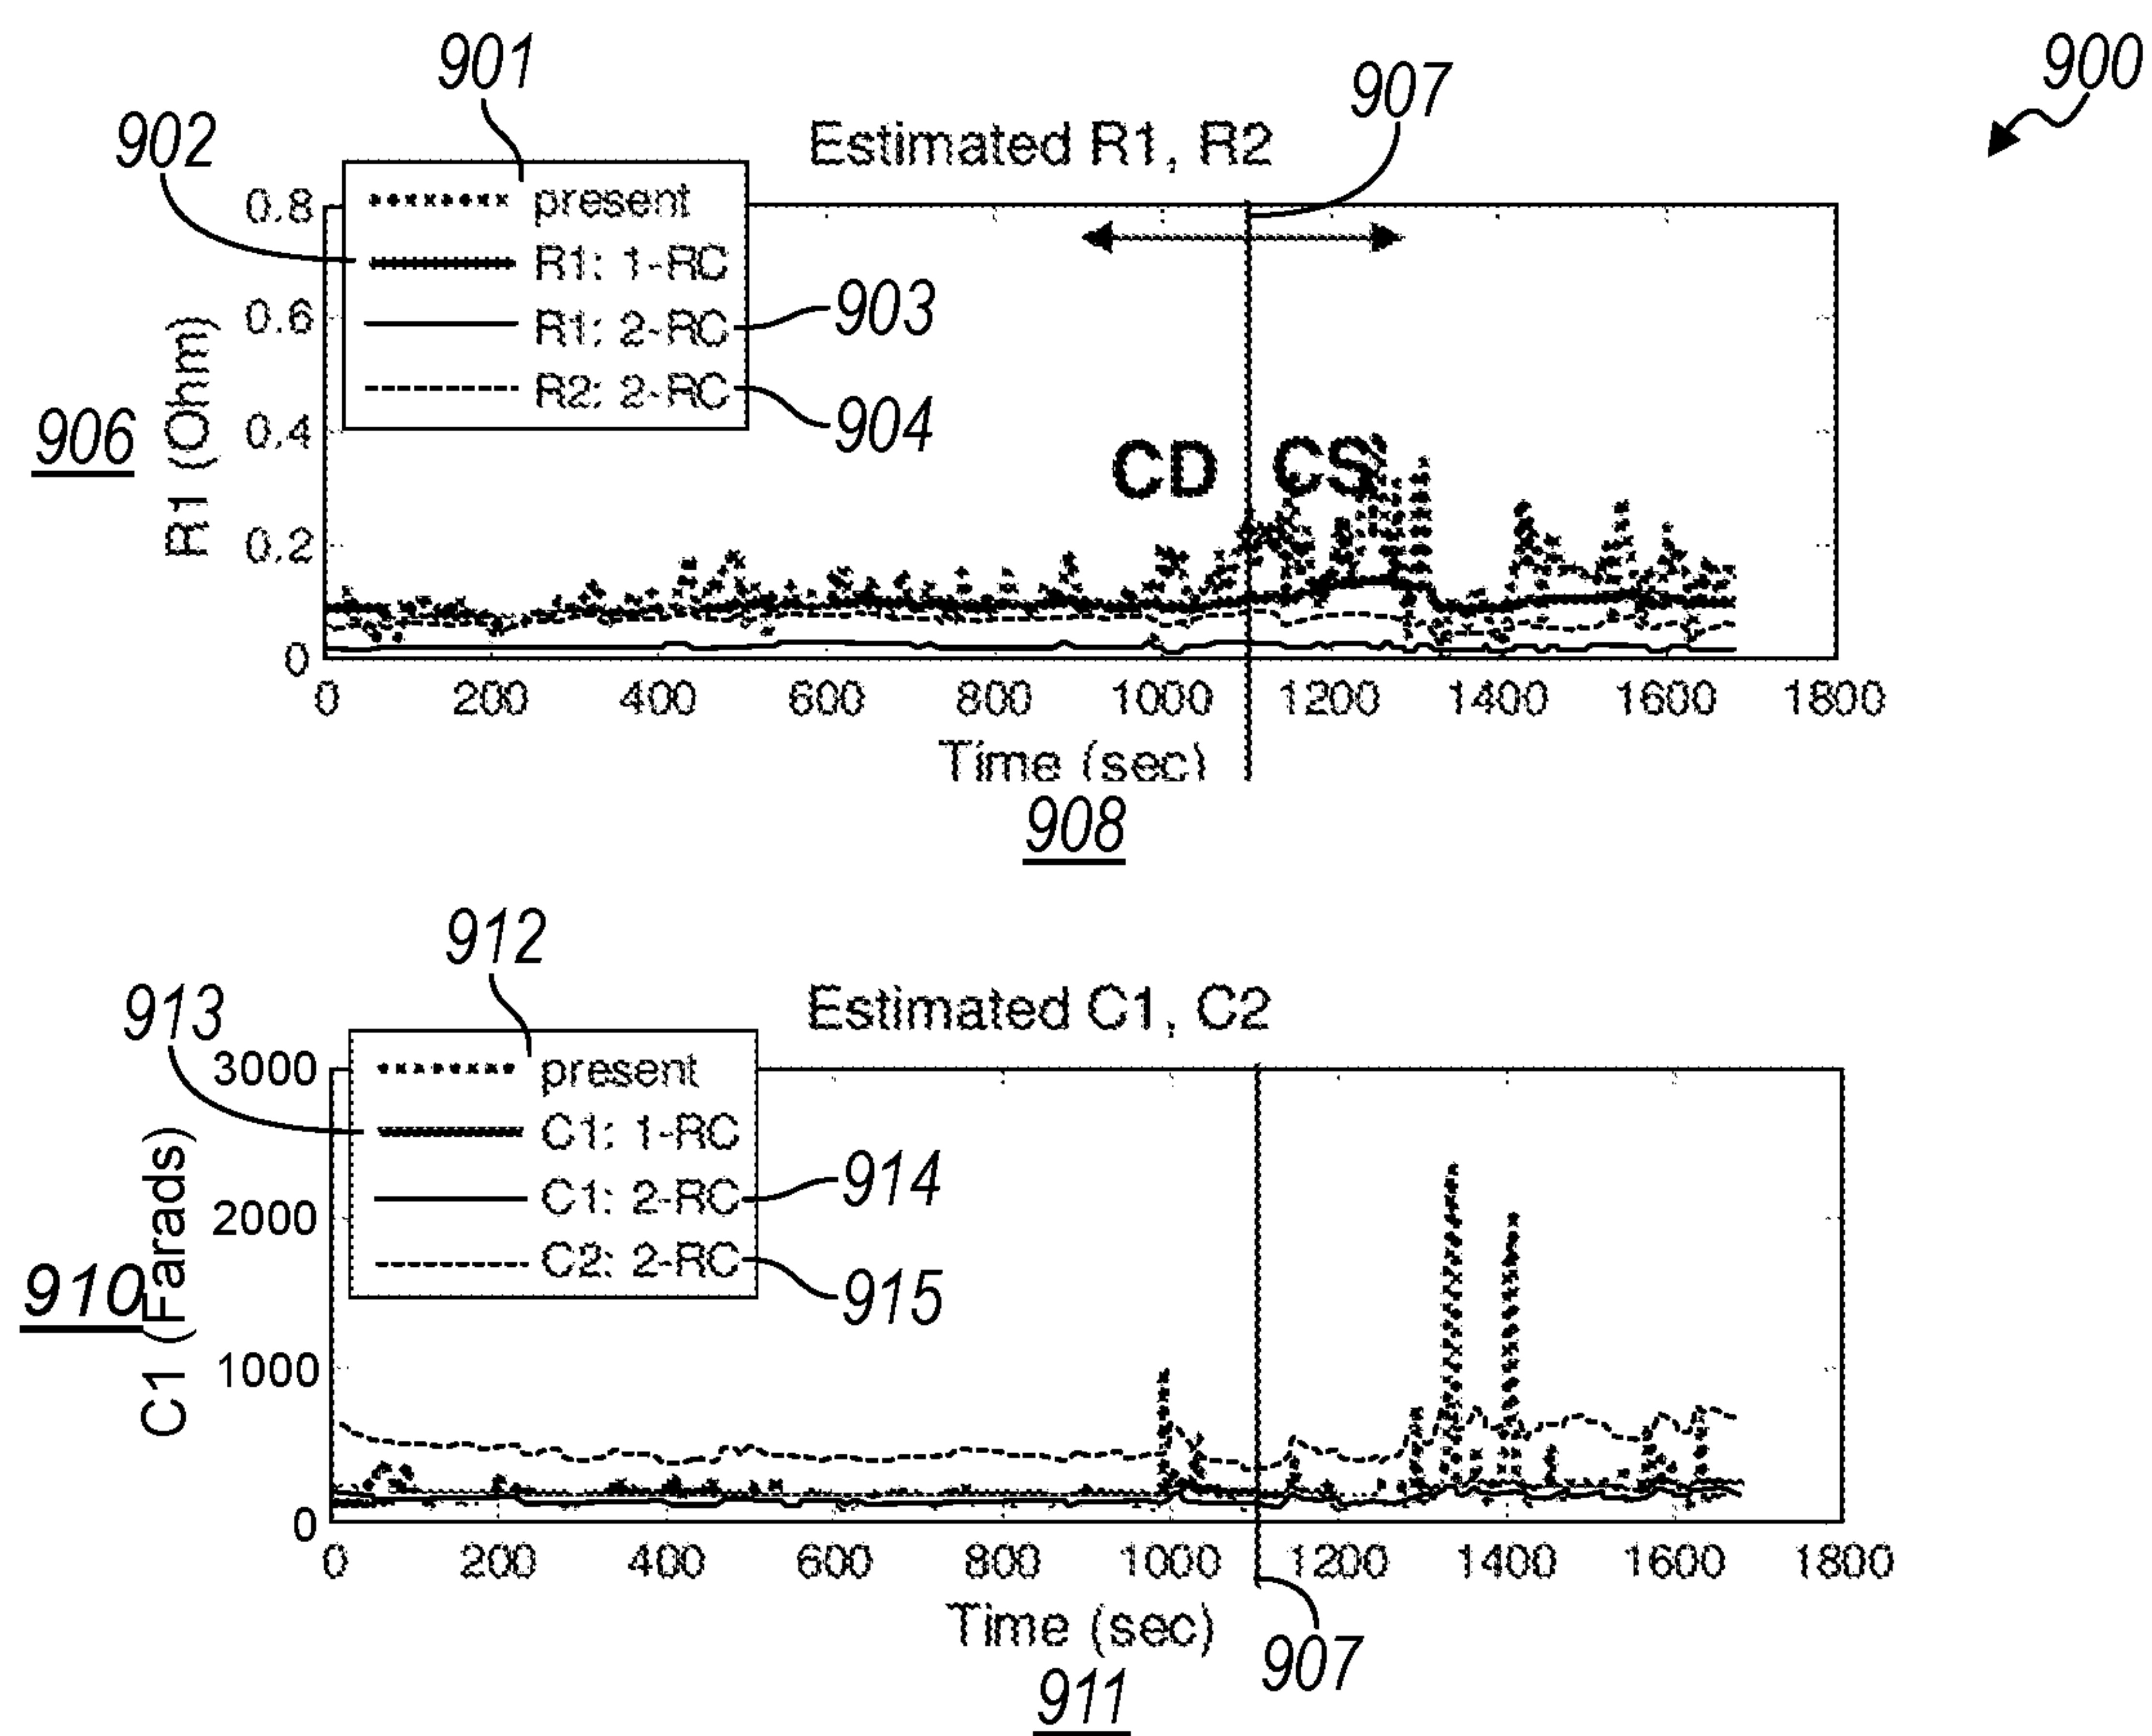 900
901
902
907
Estimated R1, R2
present
R1: 1-RC
R1: 2-RC
R2: 2-RC
903
904
906
R1 (Ohm)
0.8
0.6
0.4
0.2
0
CD CS
0 200 400 600 800 1000 1200 1400 1600 1800
Time (sec)
908
912
913
Estimated C1, C2
present
C1: 1-RC
C1: 2-RC
C2: 2-RC
914
915
910
C1 (Farads)
3000
2000
1000
0
0 200 400 600 800 1000 1200 1400 1600 1800
Time (sec)
907
911